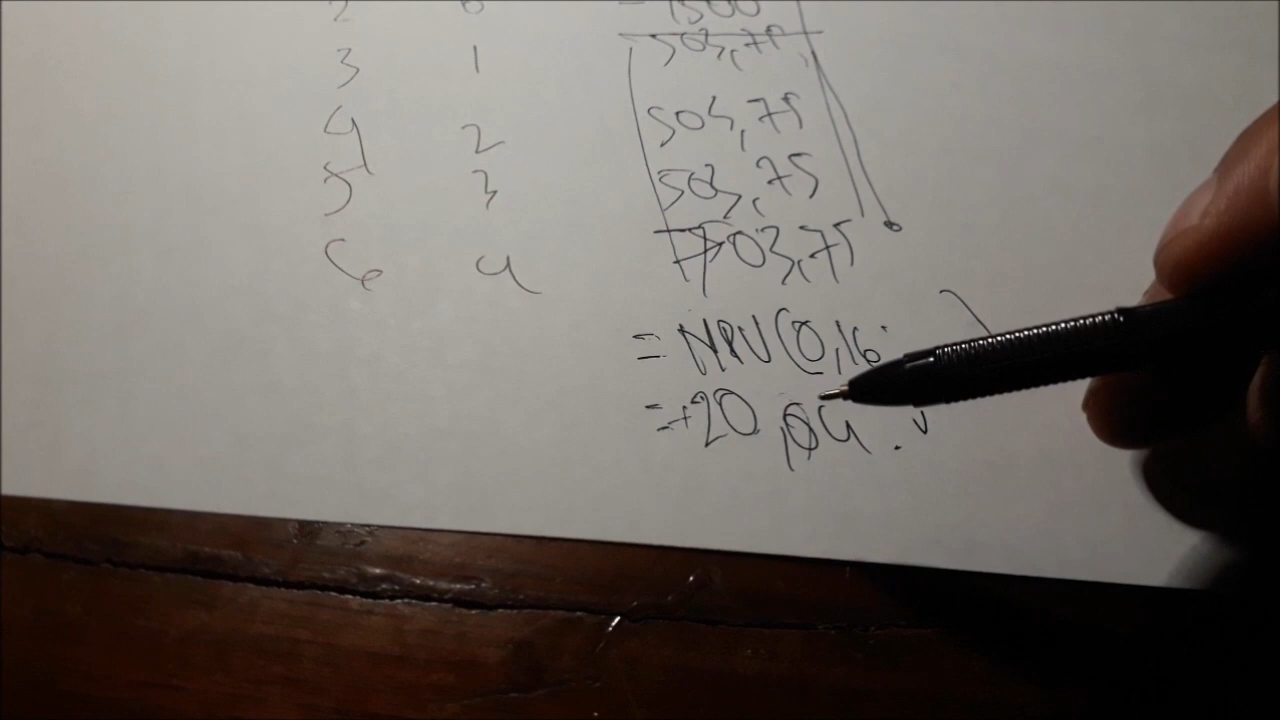 2 0 -1500
3 1 503,75
4 2 503,75
5 3 503,75
6 4 503,75
=NPV(0,16 )
=+20,04.